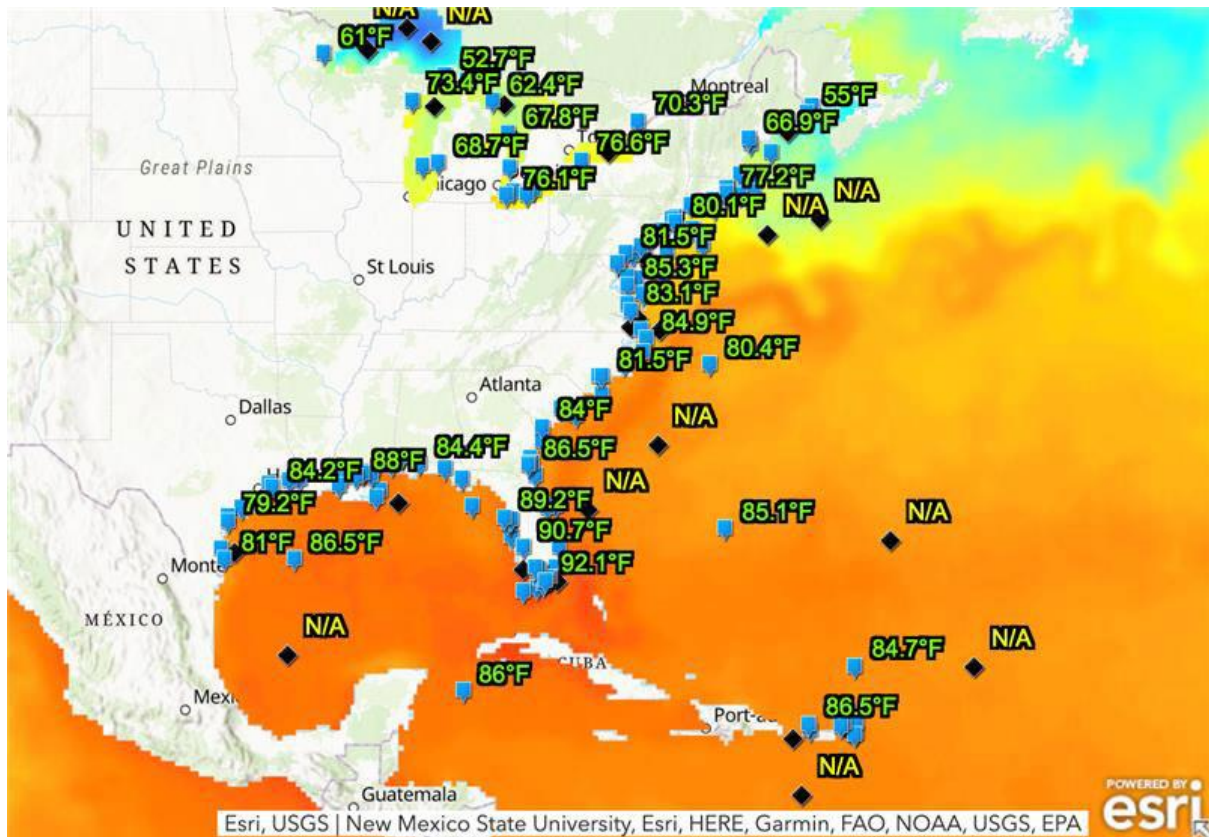 N/A
N/A
61°F
52.7°F
73.4°F
62.4°F
70.3°F
Montreal
55°F
67.8°F
66.9°F
76.6°F
68.7°F
Great Plains
76.1°F
77.2°F
N/A
N/A
80.1°F
UNITED
STATES
81.5°F
85.3°F
St Louis
83.1°F
84.9°F
80.4°F
81.5°F
Atlanta
Dallas
84°F
N/A
84.4°F
86.5°F
84.2°F
88°F
N/A
79.2°F
89.2°F
85.1°F
N/A
90.7°F
81°F
86.5°F
92.1°F
Monte
MÉXICO
N/A
CUBA
N/A
84.7°F
86°F
Mexi
Port-au
86.5°F
N/A
Guatemala
POWERED BY
esri
Esri, USGS | New Mexico State University, Esri, HERE, Garmin, FAO, NOAA, USGS, EPA